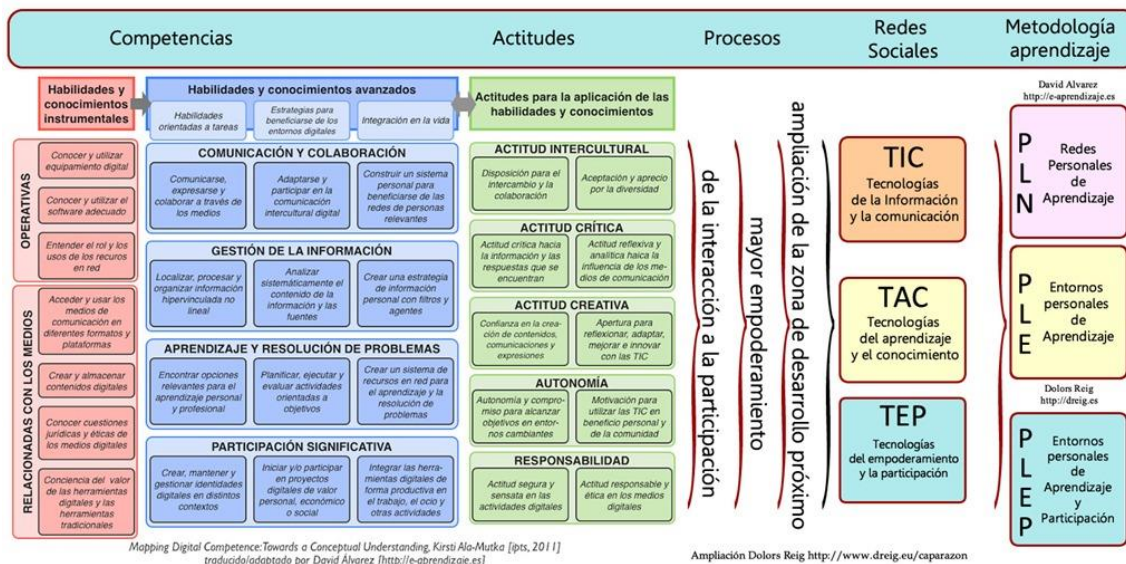 Competencias
Actitudes
Procesos
Redes
Sociales
Metodología
aprendizaje
Habilidades y
conocimientos
instrumentales
Habilidades y conocimientos avanzados
Habilidades
orientadas a tareas
Estrategias para
beneficiarse de los
entornos digitales
Integración en la vida
Actitudes para la aplicación de las
habilidades y conocimientos
OPERATIVAS
Conocer y utilizar
equipamiento digital
Conocer y utilizar el
software adecuado
Entender el rol y los
usos de los recuros
en red
RELACIONADAS CON LOS MEDIOS
Acceder y usar los
medios de
comunicación en
diferentes formatos y
plataformas
Crear y almacenar
contenidos digitales
Conocer cuestiones
jurídicas y éticas de
los medios digitales
Conciencia del valor de
las herramientas
digitales y las
herramientas
tradicionales
COMUNICACIÓN Y COLABORACIÓN
Comunicarse,
expresarse y
colaborar a través de
los medios
Adaptarse y
participar en la
comunicación
intercultural digital
Construir un sistema
personal para
beneficiarse de las
redes de personas
relevantes
GESTIÓN DE LA INFORMACIÓN
Localizar, procesar y
organizar información
hipervinculada no
lineal
Analizar
sistemáticamente el
contenido de la
información y las
fuentes
Crear una estrategia
de información
personal con filtros y
agentes
APRENDIZAJE Y RESOLUCIÓN DE PROBLEMAS
Encontrar opciones
relevantes para el
aprendizaje personal y
profesional
Planificar, ejecutar y
evaluar actividades
orientadas a objetivos
Crear un sistema de
recursos en red para
el aprendizaje y la
resolución de
problemas
PARTICIPACIÓN SIGNIFICATIVA
Crear, mantener y
gestionar identidades
digitales en distintos
contextos
Iniciar y/o participar
en proyectos
digitales de valor
personal, económico
o social
Integrar las herra-
mientas digitales de
forma productiva en
el trabajo, el ocio y
otras actividades
ACTITUD INTERCULTURAL
Disposición para el
intercambio y la
colaboración
Aceptación y aprecio
por la diversidad
ACTITUD CRÍTICA
Actitud crítica hacia
la información y las
respuestas que se
encuentran
Actitud reflexiva y
analítica haica la
influencia de los me-
dios de comunicación
ACTITUD CREATIVA
Confianza en la crea-
ción de contenidos,
comunicaciones y
expresiones
Apertura para
reflexionar, adaptar,
mejorar e innovar
con las TIC
AUTONOMÍA
Autonomía y compro-
miso para alcanzar
objetivos en entor-
nos cambiantes
Motivación para
utilizar las TIC en
beneficio personal y
de la comunidad
RESPONSABILIDAD
Actitud segura y
sensata en las
actividades digitales
Actitud responsable y
ética en los medios
digitales
de la interacción a la participación
mayor empoderamiento
ampliación de la zona de desarrollo próximo
TIC
Tecnologías
de la Información
y la comunicación
TAC
Tecnologías
del aprendizaje
y el conocimiento
TEP
Tecnologías
del empoderamiento
y la participación
David Alvarez
http://e-aprendizaje.es
PLN
Redes
Personales
de
Aprendizaje
PLE
Entornos
personales
de
Aprendizaje
Dolors Reig
http://dreig.es
PLEP
Entornos
personales
de
Aprendizaje
y
Participación
Mapping Digital Competence:Towards a Conceptual Understanding, Kirsti Ala-Mutka [ipts, 2011]
traducido/adaptado por David Álvarez [http://e-aprendizaje.es]
Ampliación Dolors Reig http://www.dreig.eu/caparazon